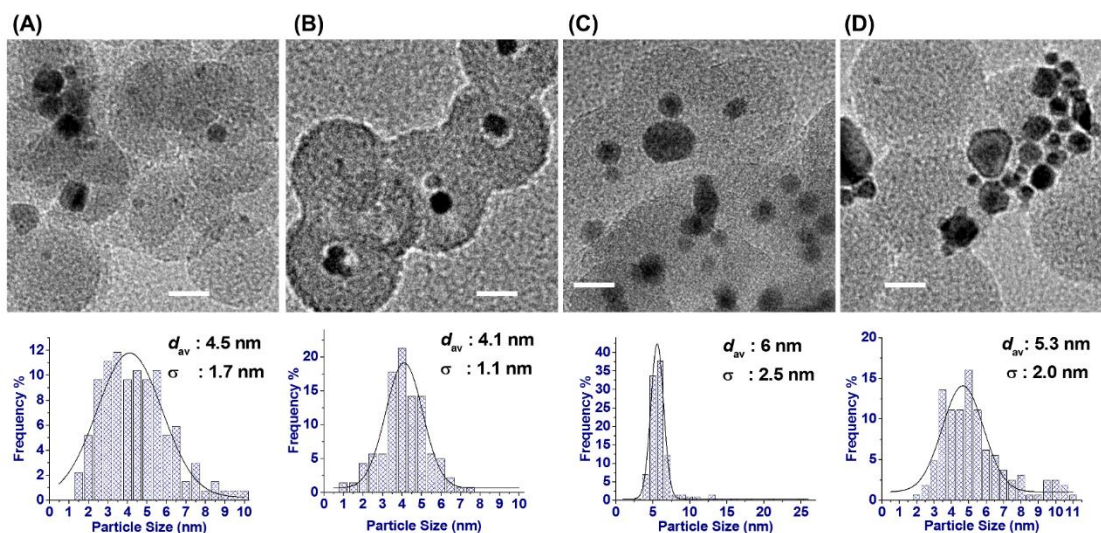 (A)
(B)
(C)
(D)
d_av : 4.5 nm
σ : 1.7 nm
12
10
8
6
4
2
0
Frequency %
0 1 2 3 4 5 6 7 8 9 10
Particle Size (nm)
d_av : 4.1 nm
σ : 1.1 nm
20
15
10
5
0
Frequency %
0 1 2 3 4 5 6 7 8 9 10
Particle Size (nm)
d_av : 6 nm
σ : 2.5 nm
40
35
30
25
20
15
10
5
0
Frequency %
0 5 10 15 20 25
Particle Size (nm)
d_av: 5.3 nm
σ : 2.0 nm
20
15
10
5
0
Frequency %
0 1 2 3 4 5 6 7 8 9 10 11
Particle Size (nm)